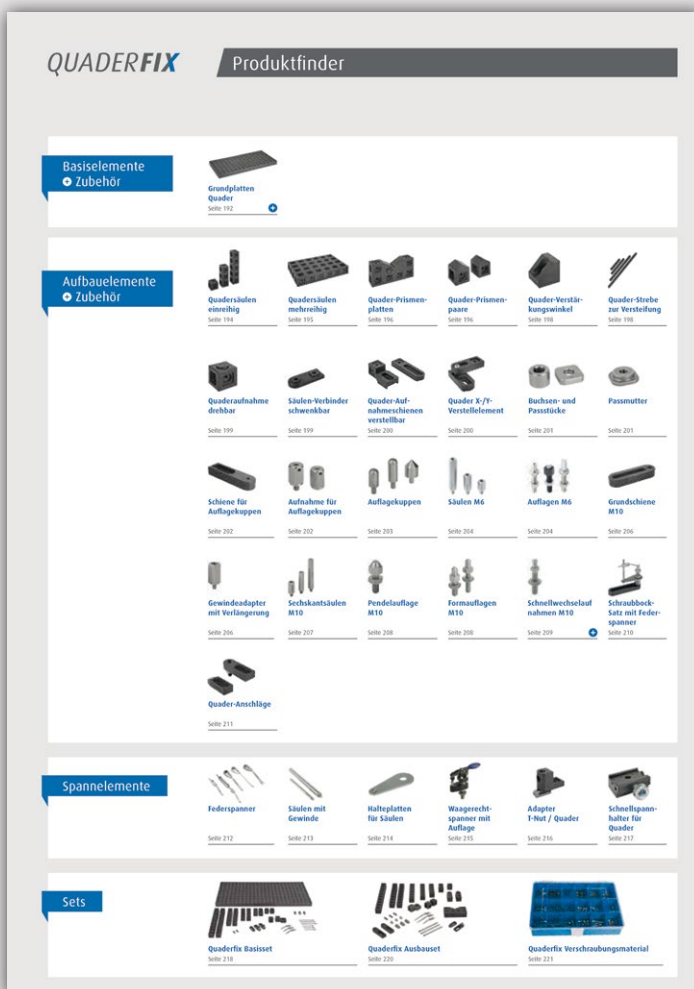 QUADERFIX
Produktfinder
Basiselemente
+ Zubehör
Grundplatten
Quader
Seite 192
Aufbauelemente
+ Zubehör
Quadersäulen
einreihig
Seite 194
Quadersäulen
mehrreihig
Seite 195
Quader-Prismen-
platten
Seite 196
Quader-Prismen-
paare
Seite 196
Quader-Verstär-
kungswinkel
Seite 198
Quader-Strebe
zur Versteifung
Seite 198
Quaderaufnahme
drehbar
Seite 199
Säulen-Verbinder
schwenkbar
Seite 199
Quader-Auf-
nahmeschienen
verstellbar
Seite 200
Quader X-/Y-
Verstellelement
Seite 200
Buchsen- und
Passstücke
Seite 201
Passmutter
Seite 201
Schiene für
Auflagekuppen
Seite 202
Aufnahme für
Auflagekuppen
Seite 202
Auflagekuppen
Seite 203
Säulen M6
Seite 204
Auflagen M6
Seite 204
Grundschiene
M10
Seite 206
Gewindeadapter
mit Verlängerung
Seite 206
Sechskantsäulen
M10
Seite 207
Pendelauflage
M10
Seite 208
Formauflagen
M10
Seite 208
Schnellwechselauf
nahmen M10
Seite 209
Schraubbock-
Satz mit Feder-
spanner
Seite 210
Quader-Anschläge
Seite 211
Spannelemente
Federspanner
Seite 212
Säulen mit
Gewinde
Seite 213
Halteplatten
für Säulen
Seite 214
Waagerecht-
spanner mit
Auflage
Seite 215
Adapter
T-Nut / Quader
Seite 216
Schnellspann-
halter für
Quader
Seite 217
Sets
Quaderfix Basisset
Seite 218
Quaderfix Ausbauset
Seite 220
Quaderfix Verschraubungsmaterial
Seite 221